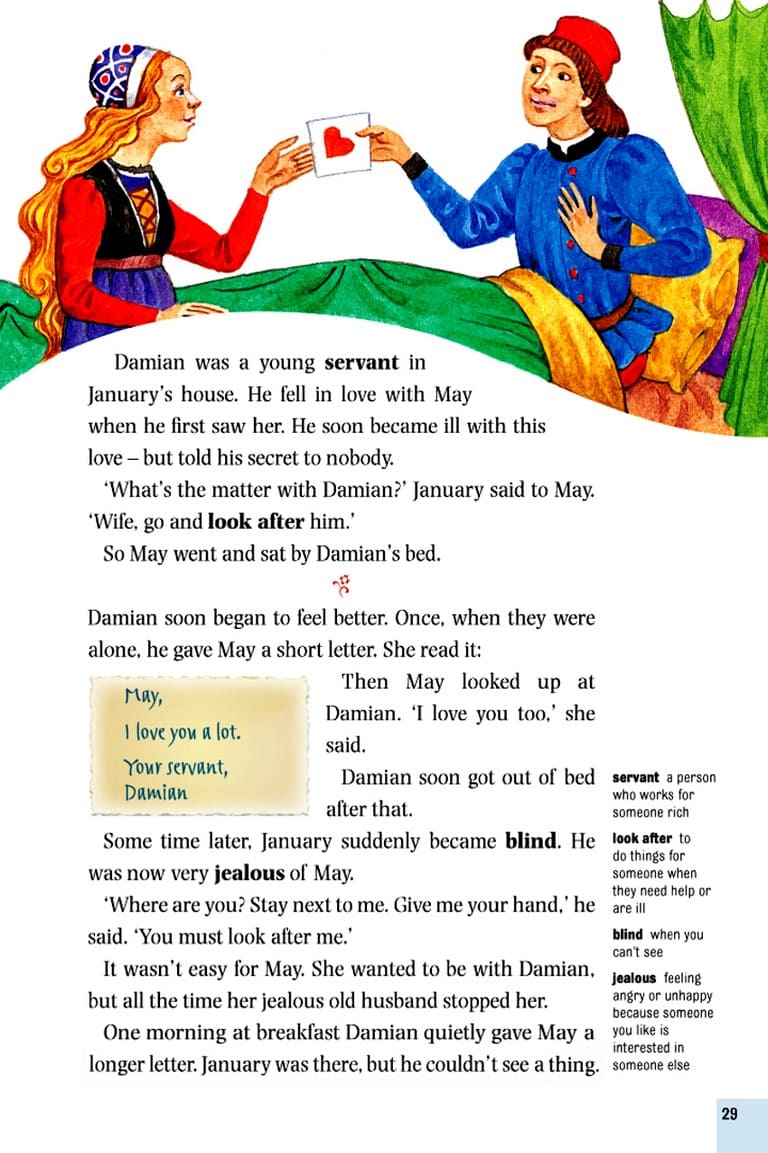 Damian was a young servant in
January's house. He fell in love with May
when he first saw her. He soon became ill with this
love – but told his secret to nobody.
'What's the matter with Damian?' January said to May.
'Wife, go and look after him.'
So May went and sat by Damian's bed.
Damian soon began to feel better. Once, when they were
alone, he gave May a short letter. She read it:
May,
I love you a lot.
Your servant,
Damian
Then May looked up at
Damian. 'I love you too,' she
said.
Damian soon got out of bed
after that.
Some time later, January suddenly became blind. He
was now very jealous of May.
'Where are you? Stay next to me. Give me your hand,' he
said. 'You must look after me.'
It wasn't easy for May. She wanted to be with Damian,
but all the time her jealous old husband stopped her.
One morning at breakfast Damian quietly gave May a
longer letter. January was there, but he couldn't see a thing.
servant a person
who works for
someone rich
look after to
do things for
someone when
they need help or
are ill
blind when you
can't see
jealous feeling
angry or unhappy
because someone
you like is
interested in
someone else
29